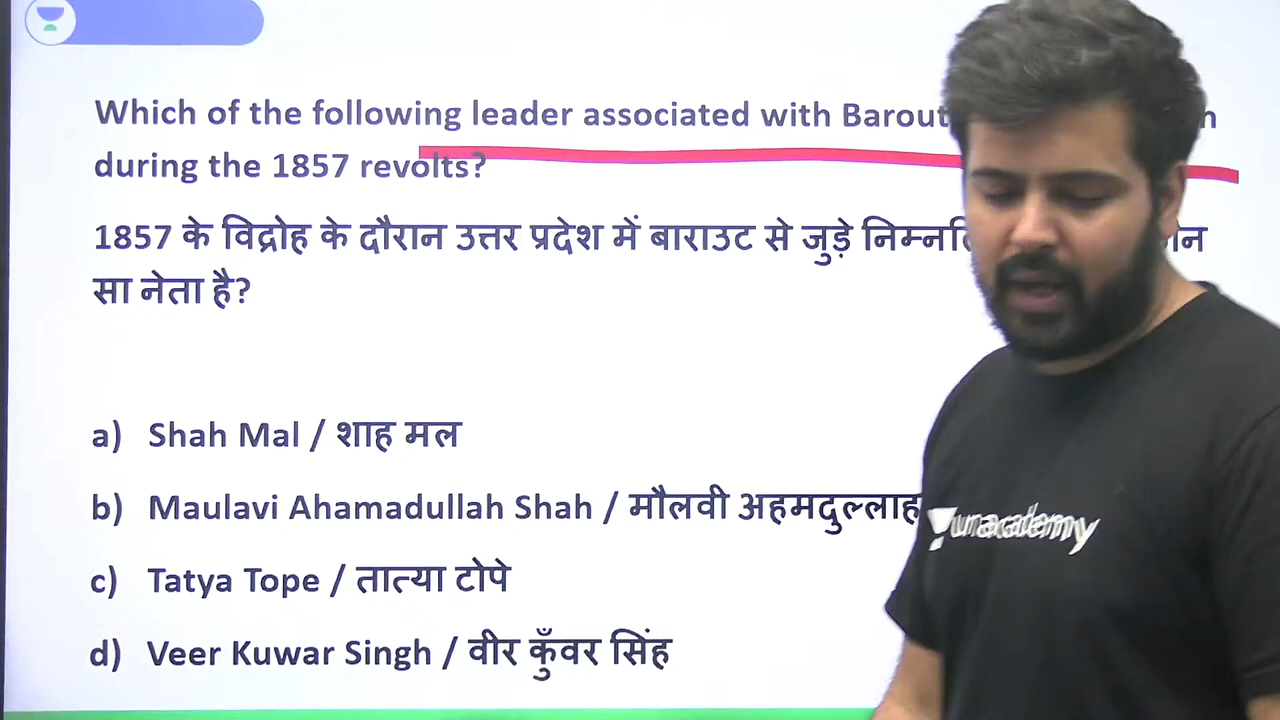 Which of the following leader associated with Barout
during the 1857 revolts?
1857 के विद्रोह के दौरान उत्तर प्रदेश में बाराउट से जुड़े
सा नेता है?
a) Shah Mal / शाह मल
b) Maulavi Ahamadullah Shah / मौलवी अहमदुल्लाह
unacademy
c) Tatya Tope / तात्या टोपे
d) Veer Kuwar Singh / वीर कुँवर सिंह